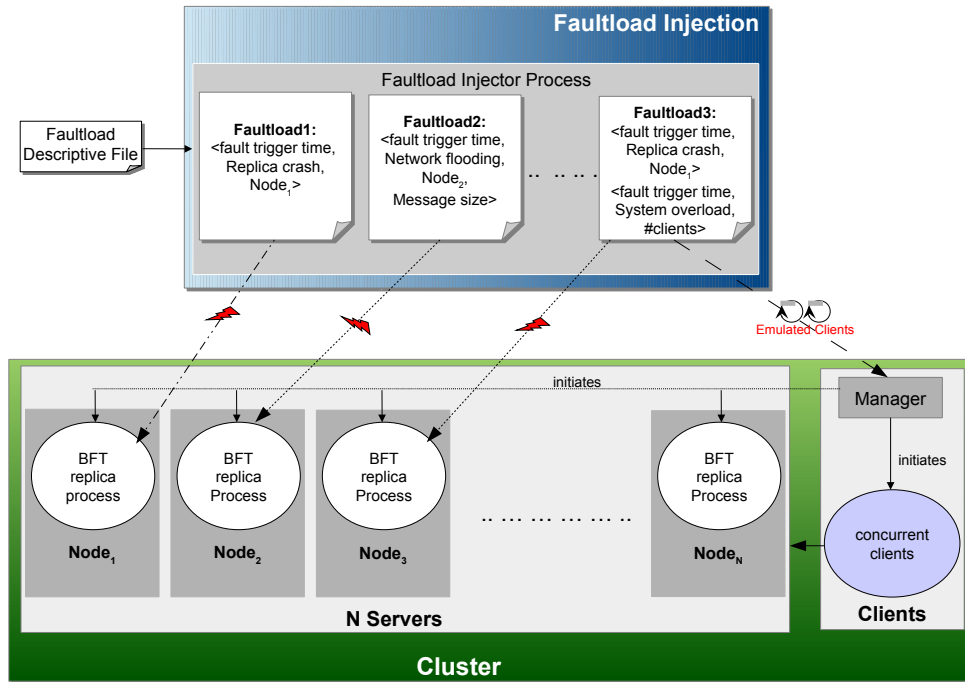 Faultload Injection
Faultload Injector Process
Faultload
Descriptive File
Faultload1:
<fault trigger time,
Replica crash,
Node1>
Faultload2:
<fault trigger time,
Network flooding,
Node2,
Message size>
.. .. .. ..
Faultload3:
<fault trigger time,
Replica crash,
Node1>
<fault trigger time,
System overload,
#clients>
Emulated Clients
initiates
Manager
initiates
BFT
replica
process
Node1
BFT
replica
Process
Node2
BFT
replica
Process
Node3
.. ... ... ... ... ..
BFT
replica
Process
NodeN
concurrent
clients
N Servers
Clients
Cluster